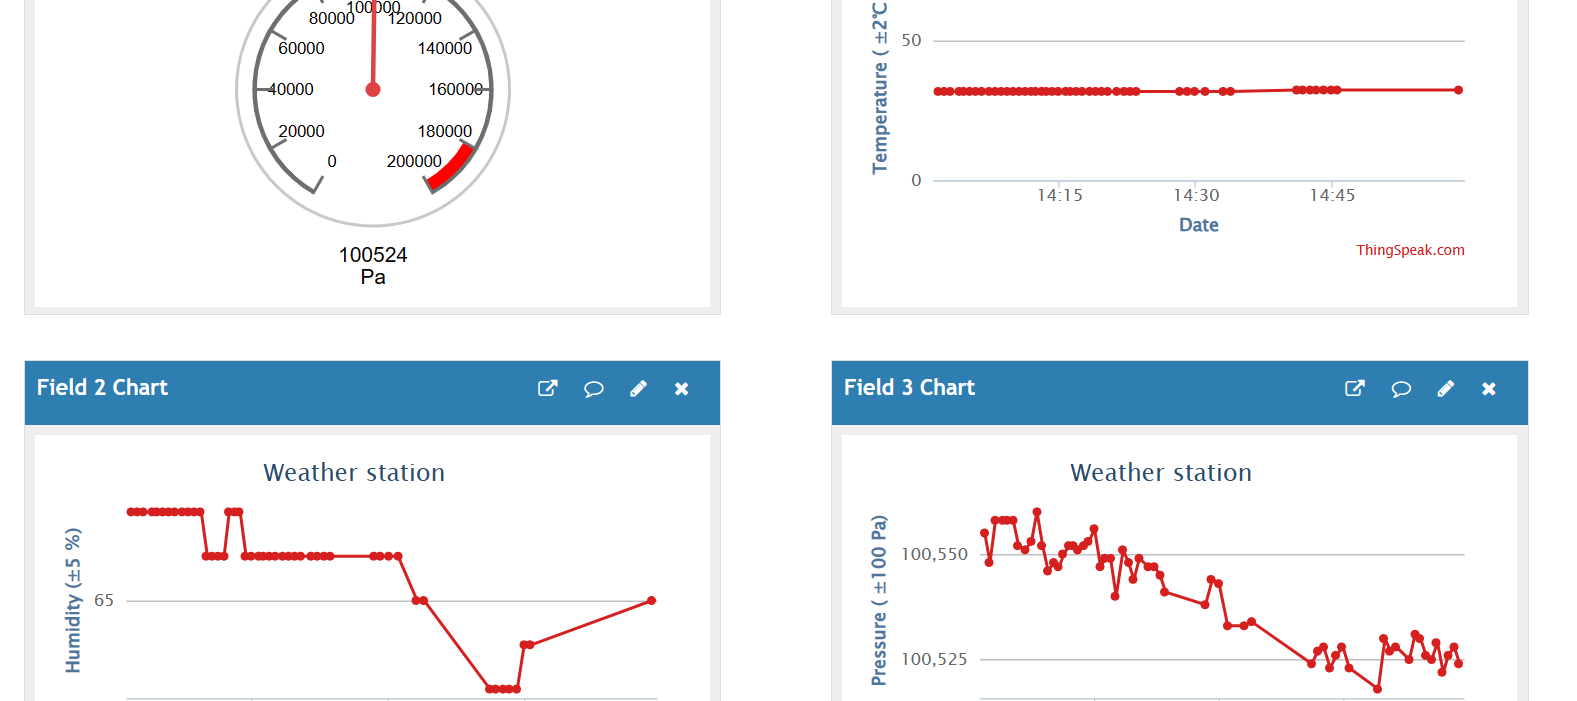 100000
80000
120000
60000
140000
40000
160000
20000
180000
0
200000
100524
Pa
Temperature ( ±2℃
50
0
14:15
14:30
14:45
Date
ThingSpeak.com
Field 2 Chart
Weather station
Humidity (±5 %)
65
Field 3 Chart
Weather station
Pressure ( ±100 Pa)
100,550
100,525